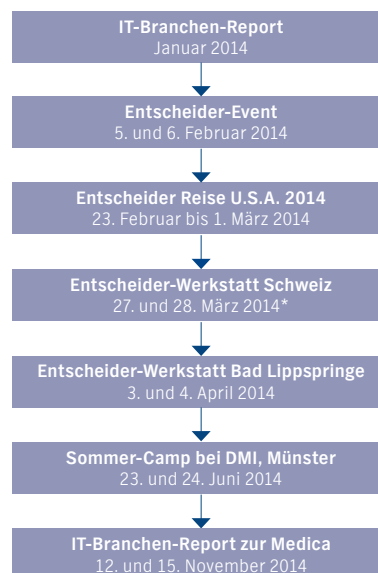 IT-Branchen-Report
Januar 2014
Entscheider-Event
5. und 6. Februar 2014
Entscheider Reise U.S.A. 2014
23. Februar bis 1. März 2014
Entscheider-Werkstatt Schweiz
27. und 28. März 2014*
Entscheider-Werkstatt Bad Lippspringe
3. und 4. April 2014
Sommer-Camp bei DMI, Münster
23. und 24. Juni 2014
IT-Branchen-Report zur Medica
12. und 15. November 2014